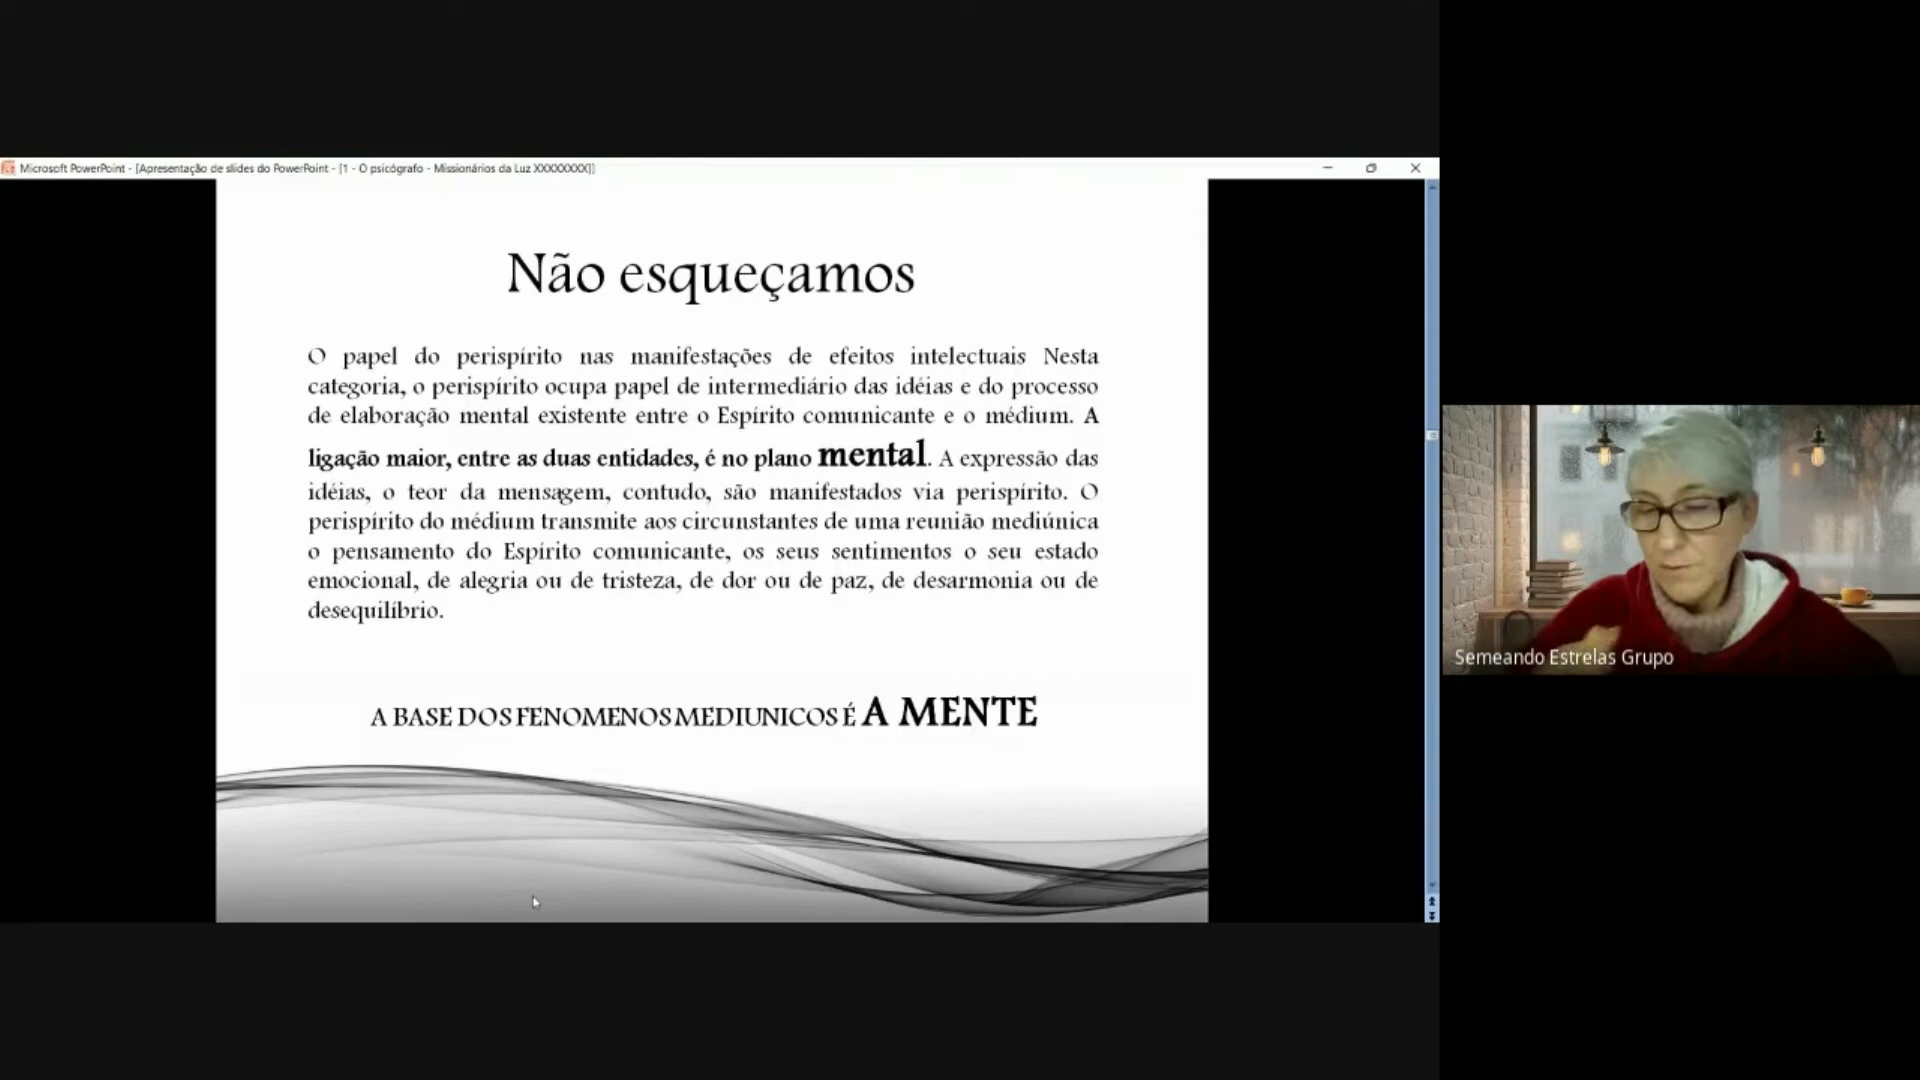 Microsoft PowerPoint - [Apresentação de slides do PowerPoint - [1 - O psicógrafo - Missionários da Luz XXXXXXXX]]
Não esqueçamos
O papel do perispírito nas manifestações de efeitos intelectuais Nesta
categoria, o perispírito ocupa papel de intermediário das idéias e do processo
de elaboração mental existente entre o Espírito comunicante e o médium. A
ligação maior, entre as duas entidades, é no plano mental. A expressão das
idéias, o teor da mensagem, contudo, são manifestados via perispírito. O
perispírito do médium transmite aos circunstantes de uma reunião mediúnica
o pensamento do Espírito comunicante, os seus sentimentos o seu estado
emocional, de alegria ou de tristeza, de dor ou de paz, de desarmonia ou de
desequilíbrio.
A BASE DOS FENOMENOS MEDIUNICOS É A MENTE
Semeando Estrelas Grupo